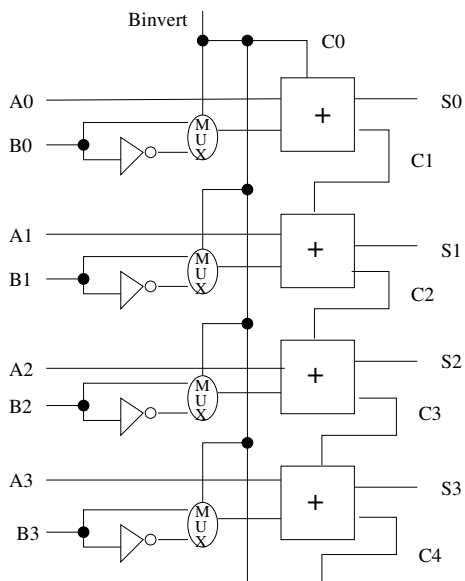 Binvert
C0
A0
MUX
+
S0
B0
C1
A1
MUX
+
S1
B1
C2
A2
MUX
+
S2
B2
C3
A3
MUX
+
S3
B3
C4